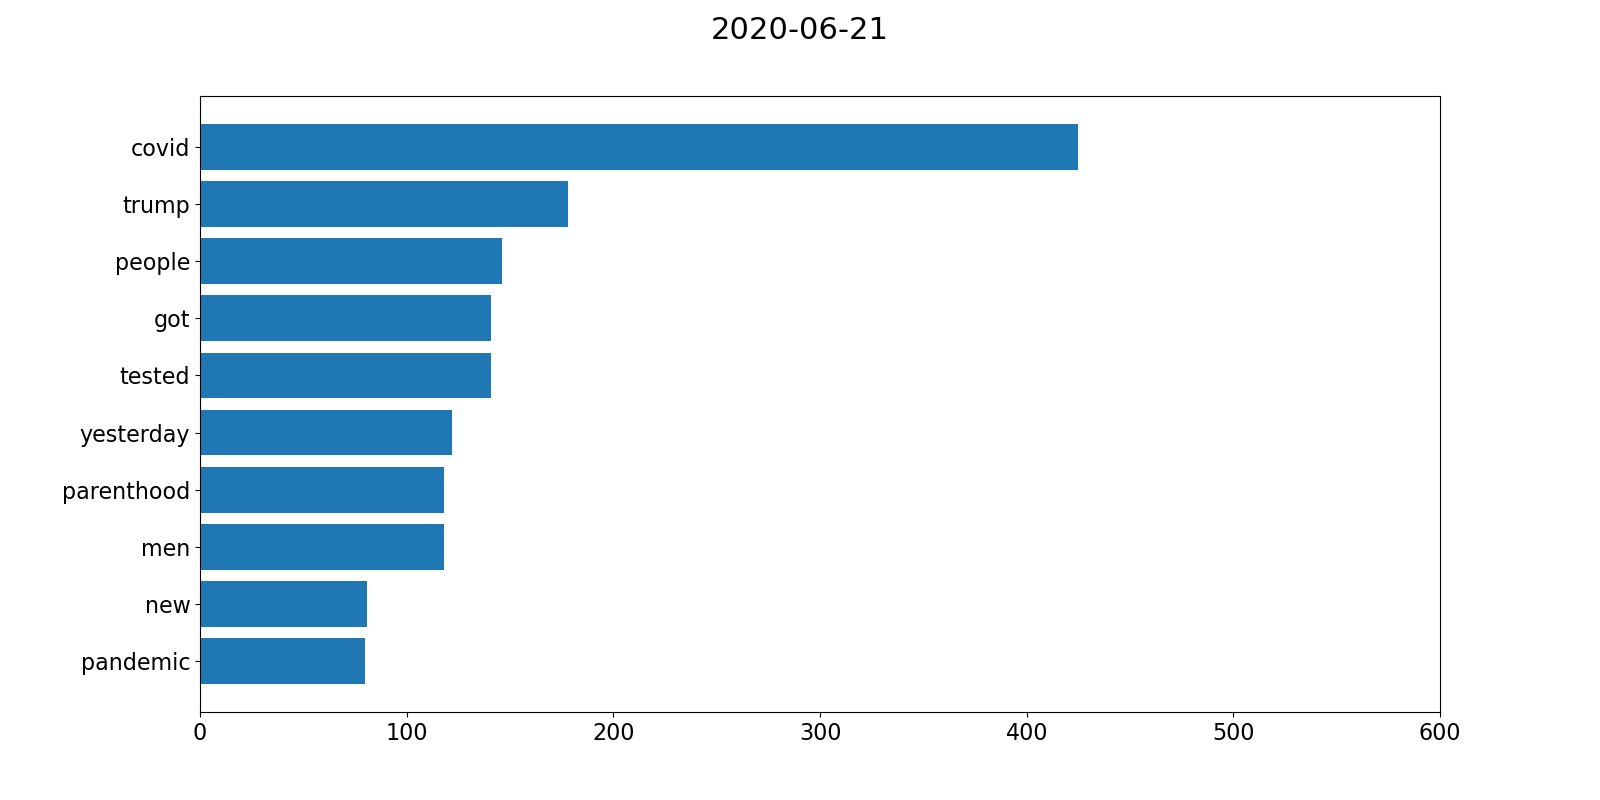 2020-06-21
covid
trump
people
got
tested
yesterday
parenthood
men
new
pandemic
0 100 200 300 400 500 600